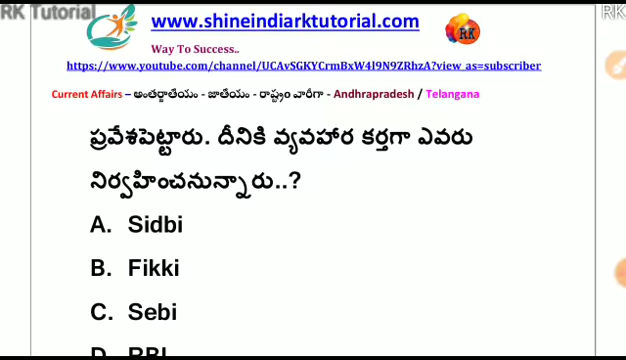 RK Tutorial
www.shineindiarktutorial.com
RK
RK
Way To Success..
https://www.youtube.com/channel/UCAvSGKYCrmBxW4l9N9ZRhzA?view_as=subscriber
Current Affairs – అంతర్జాతీయం - జాతీయం - రాష్ట్రం వారీగా - Andhrapradesh / Telangana
ప్రవేశపెట్టారు. దీనికి వ్యవహార కర్తగా ఎవరు
నిర్వహించనున్నారు..?
A. Sidbi
B. Fikki
C. Sebi
D. RBI